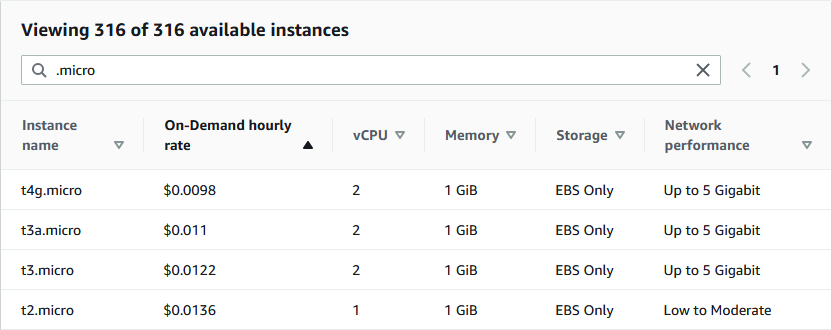 Viewing 316 of 316 available instances
.micro
1
Instance name
On-Demand hourly rate
vCPU
Memory
Storage
Network performance
t4g.micro $0.0098 2 1 GiB EBS Only Up to 5 Gigabit
t3a.micro $0.011 2 1 GiB EBS Only Up to 5 Gigabit
t3.micro $0.0122 2 1 GiB EBS Only Up to 5 Gigabit
t2.micro $0.0136 1 1 GiB EBS Only Low to Moderate